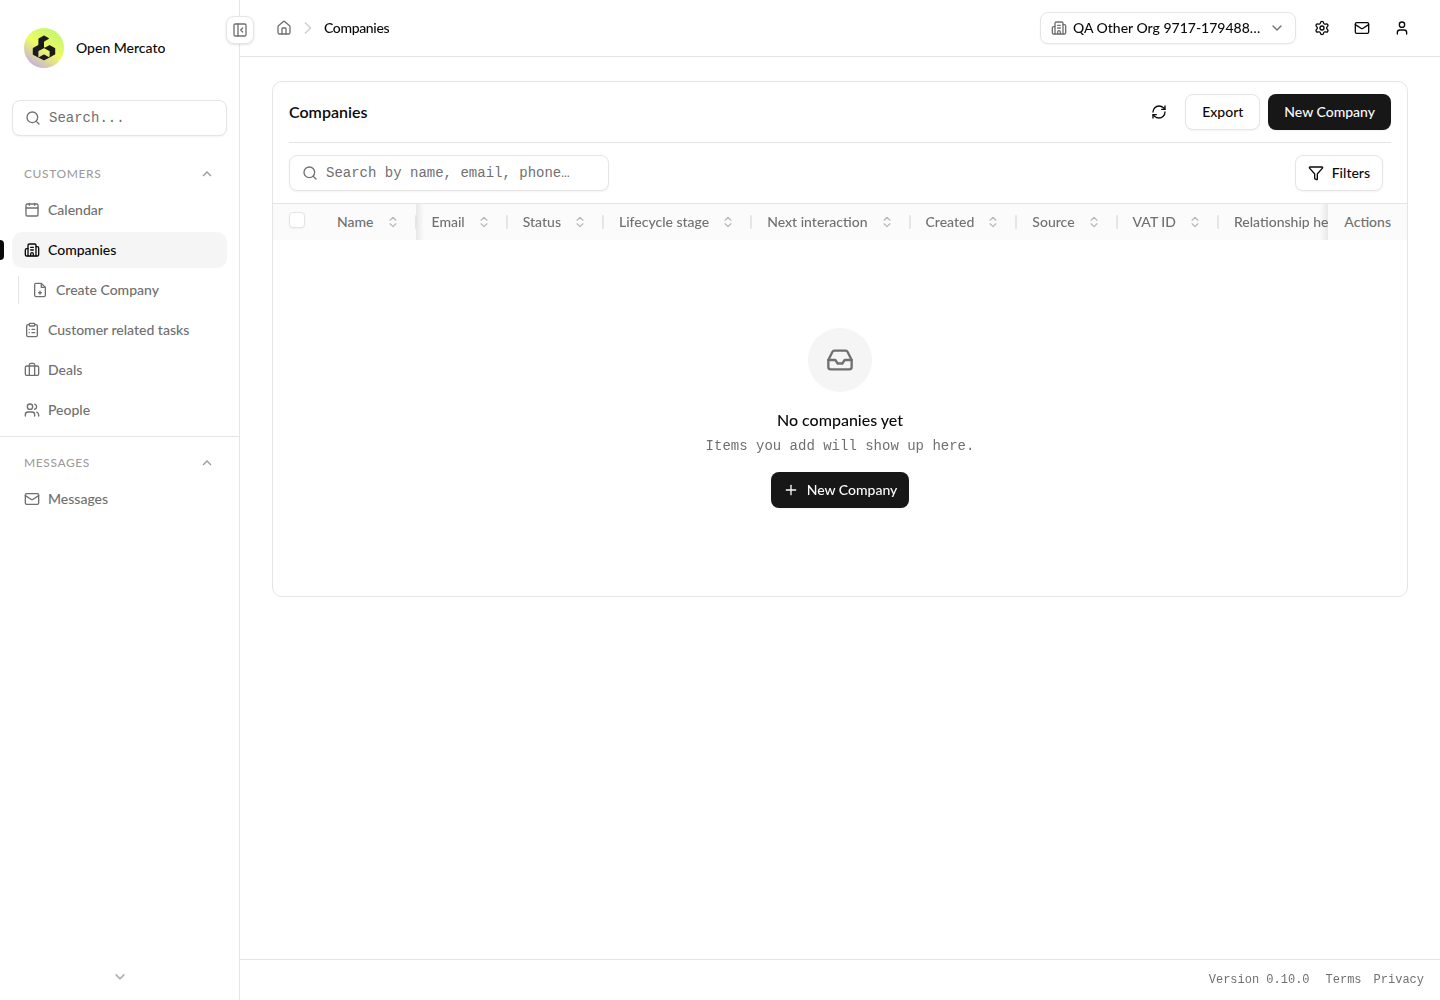 Open Mercato
Search...
CUSTOMERS
Calendar
Companies
Create Company
Customer related tasks
Deals
People
MESSAGES
Messages
Companies
QA Other Org 9717-179488...
Companies
Export
New Company
Search by name, email, phone…
Filters
Name
Email
Status
Lifecycle stage
Next interaction
Created
Source
VAT ID
Relationship he
Actions
No companies yet
Items you add will show up here.
New Company
Version 0.10.0
Terms
Privacy